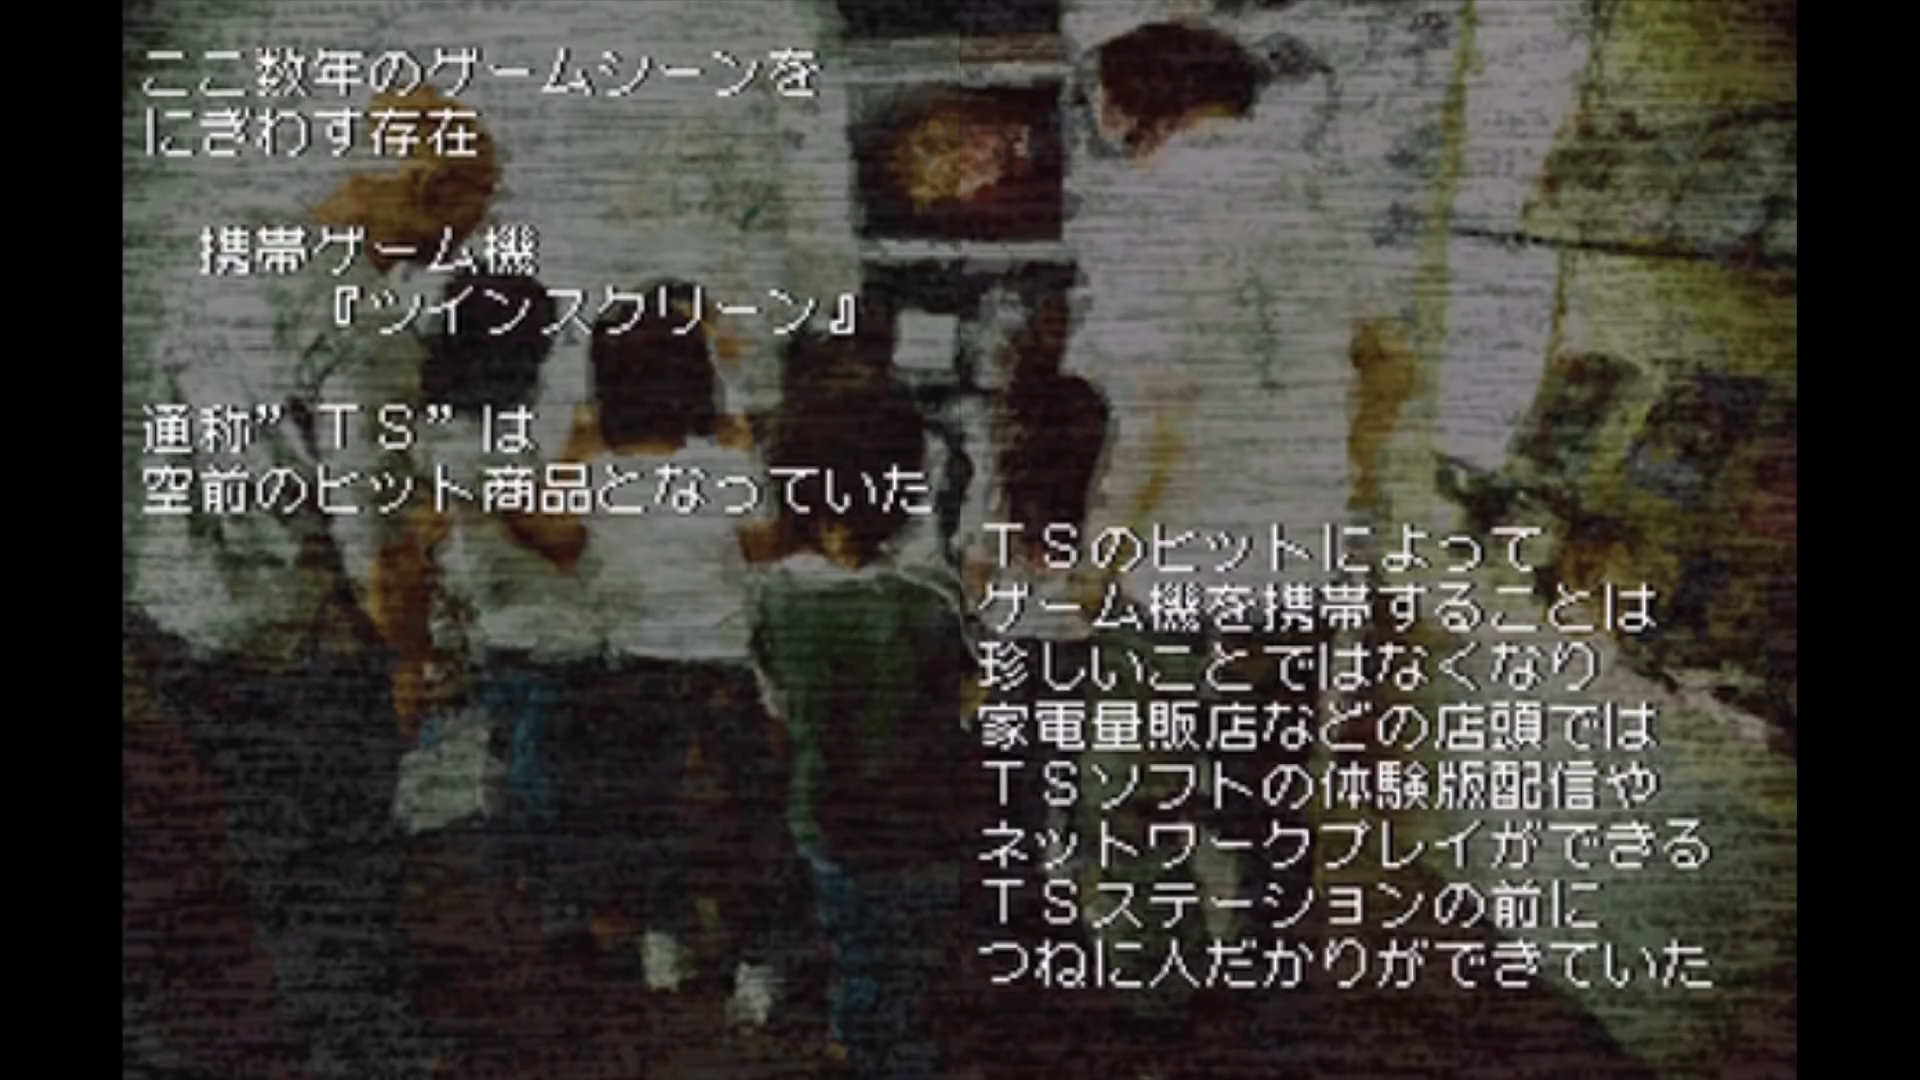 ここ数年のゲームシーンを
にぎわす存在
携帯ゲーム機
『ツインスクリーン』
通称”ＴＳ”は
空前のヒット商品となっていた
ＴＳのヒットによって
ゲーム機を携帯することは
珍しいことではなくなり
家電量販店などの店頭では
ＴＳソフトの体験版配信や
ネットワークプレイができる
ＴＳステーションの前に
つねに人だかりができていた